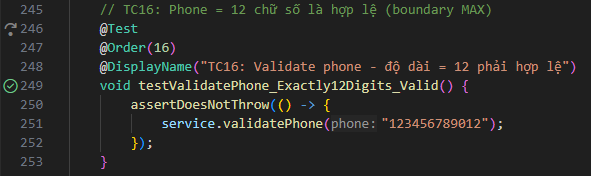 245 // TC16: Phone = 12 chữ số là hợp lệ (boundary MAX)
246 @Test
247 @Order(16)
248 @DisplayName("TC16: Validate phone - độ dài = 12 phải hợp lệ")
249 void testValidatePhone_Exactly12Digits_Valid() {
250 assertDoesNotThrow(() -> {
251 service.validatePhone(phone: "123456789012");
252 });
253 }